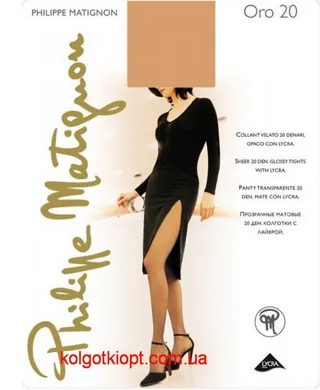 PHILIPPE MATIGNON
Oro 20
Philippe Matignon
COLLANT VELATO 20 DENARI,
OPACO CON LYCRA.
SHEER 20 DEN. GLOSSY TIGHTS
WITH LYCRA.
PANTY TRANSPARENTE 20
DEN. MATE CON LYCRA.
ПРОЗРАЧНЫЕ МАТОВЫЕ
20 ДЕН. КОЛГОТКИ С
ЛАЙКРОЙ.
LYCRA
kolgotkiopt.com.ua